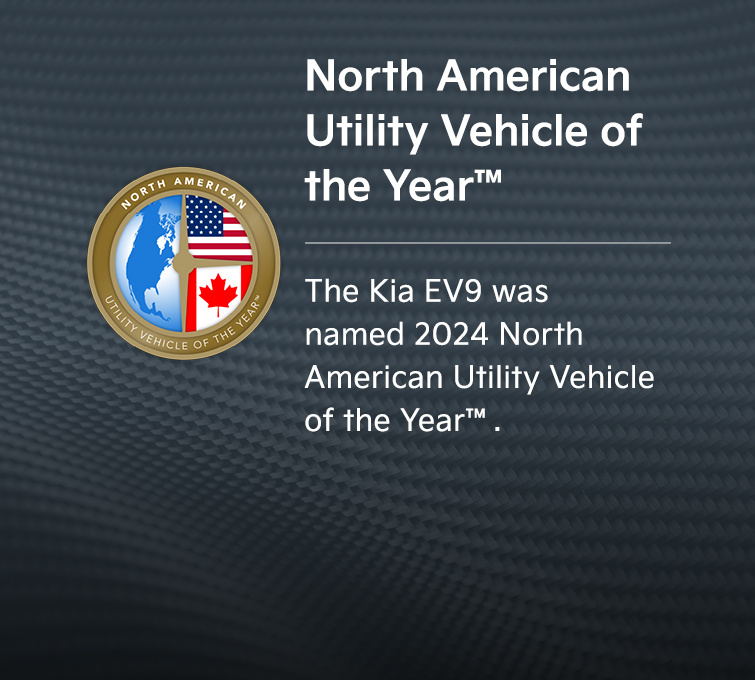 North American
Utility Vehicle of
the Year™
NORTH AMERICAN
UTILITY VEHICLE OF THE YEAR™
The Kia EV9 was
named 2024 North
American Utility Vehicle
of the Year™ .